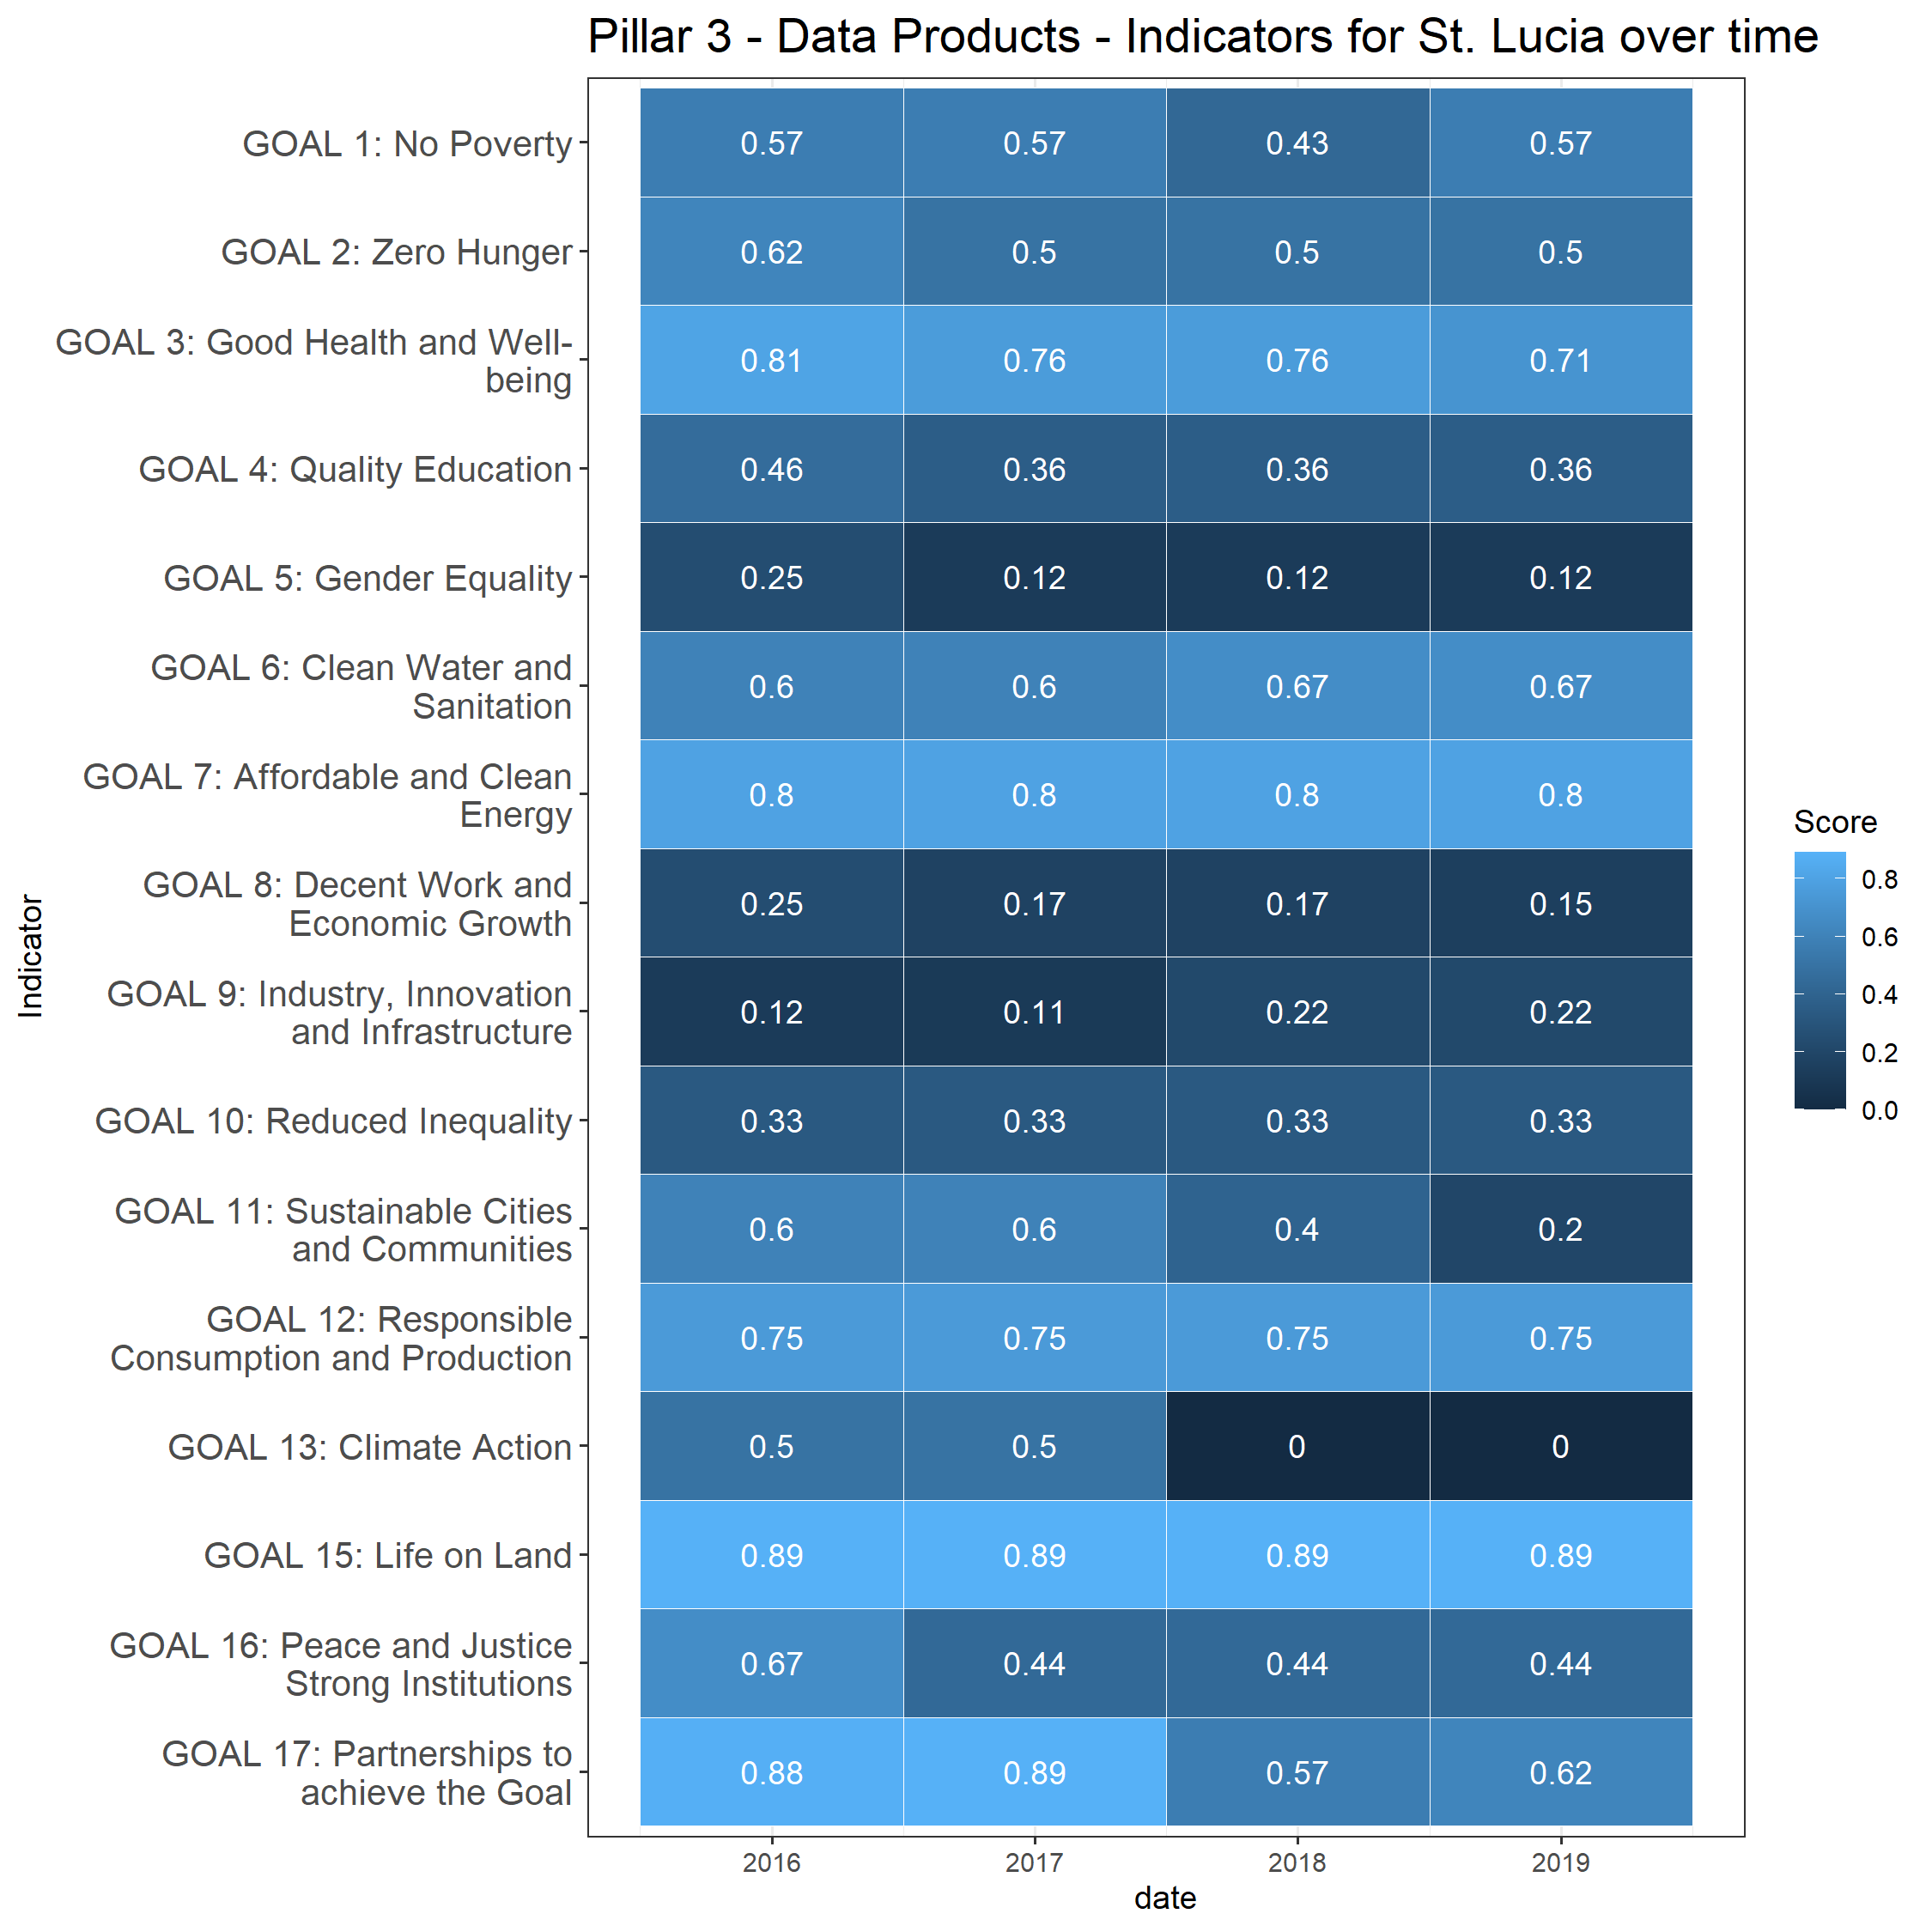 Pillar 3 - Data Products - Indicators for St. Lucia over time
GOAL 1: No Poverty
0.57 0.57 0.43 0.57
GOAL 2: Zero Hunger
0.62 0.5 0.5 0.5
GOAL 3: Good Health and Well-
being
0.81 0.76 0.76 0.71
GOAL 4: Quality Education
0.46 0.36 0.36 0.36
GOAL 5: Gender Equality
0.25 0.12 0.12 0.12
GOAL 6: Clean Water and
Sanitation
0.6 0.6 0.67 0.67
GOAL 7: Affordable and Clean
Energy
0.8 0.8 0.8 0.8
GOAL 8: Decent Work and
Economic Growth
0.25 0.17 0.17 0.15
GOAL 9: Industry, Innovation
and Infrastructure
0.12 0.11 0.22 0.22
GOAL 10: Reduced Inequality
0.33 0.33 0.33 0.33
GOAL 11: Sustainable Cities
and Communities
0.6 0.6 0.4 0.2
GOAL 12: Responsible
Consumption and Production
0.75 0.75 0.75 0.75
GOAL 13: Climate Action
0.5 0.5 0 0
GOAL 15: Life on Land
0.89 0.89 0.89 0.89
GOAL 16: Peace and Justice
Strong Institutions
0.67 0.44 0.44 0.44
GOAL 17: Partnerships to
achieve the Goal
0.88 0.89 0.57 0.62
2016 2017 2018 2019
date
Indicator
Score
0.8
0.6
0.4
0.2
0.0